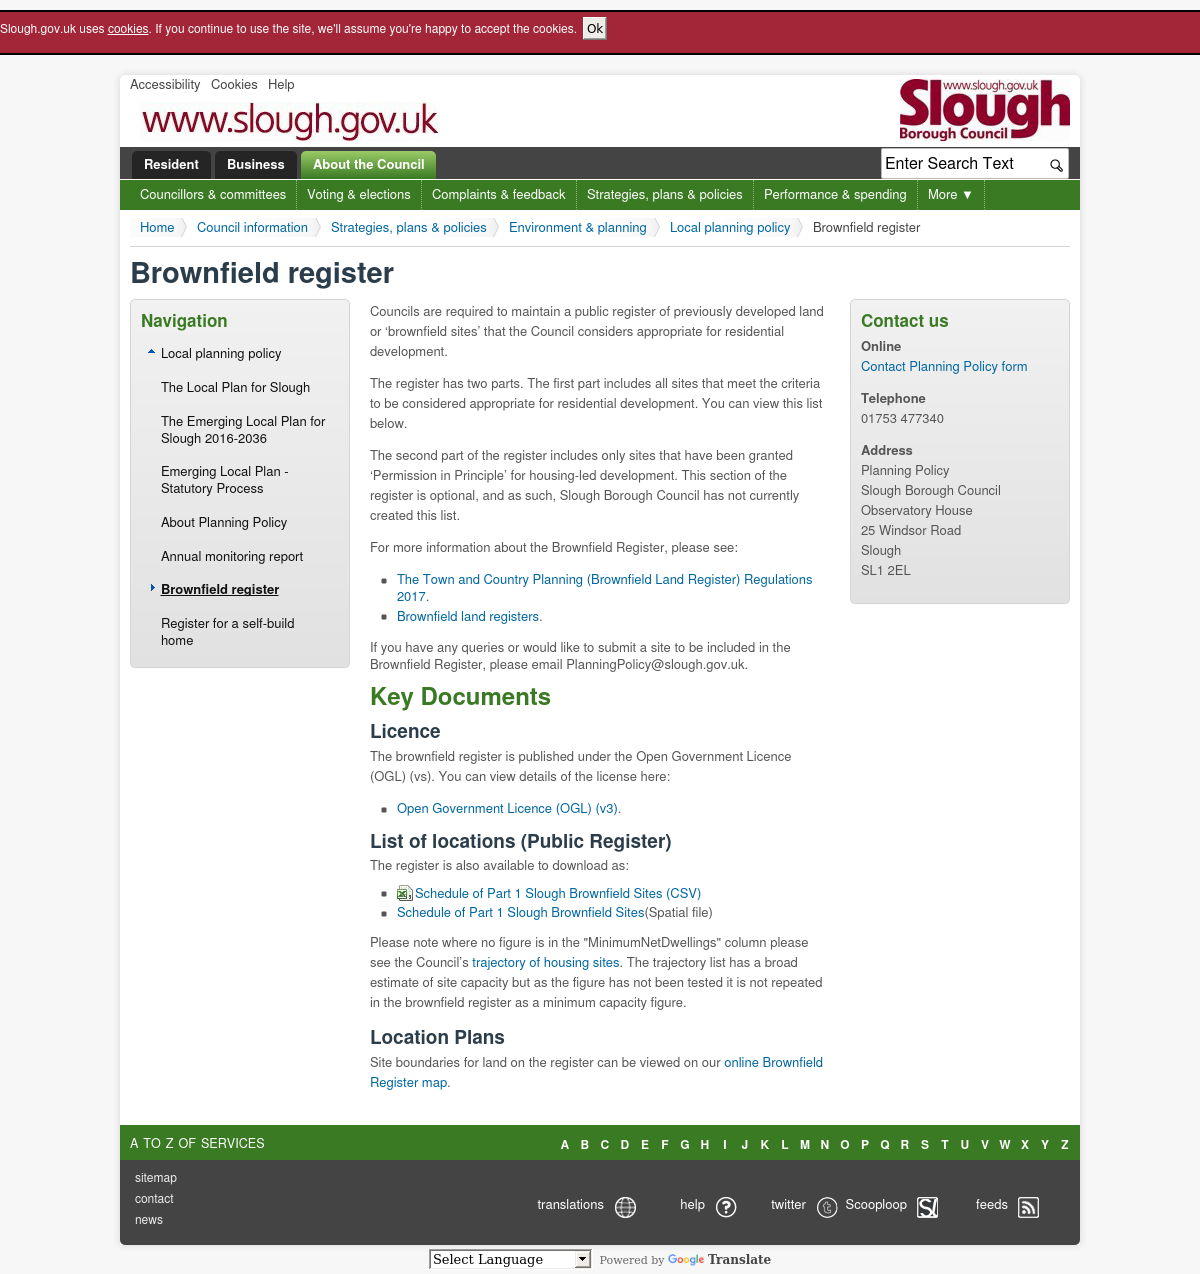 Slough.gov.uk uses cookies. If you continue to use the site, we'll assume you're happy to accept the cookies. Ok
Accessibility Cookies Help
www.slough.gov.uk
www.slough.gov.uk
Slough
Borough Council
Resident Business About the Council
Enter Search Text
Councillors & committees Voting & elections Complaints & feedback Strategies, plans & policies Performance & spending More ▼
Home Council information Strategies, plans & policies Environment & planning Local planning policy Brownfield register
Brownfield register
Navigation
Local planning policy
The Local Plan for Slough
The Emerging Local Plan for
Slough 2016-2036
Emerging Local Plan -
Statutory Process
About Planning Policy
Annual monitoring report
Brownfield register
Register for a self-build
home
Councils are required to maintain a public register of previously developed land
or ‘brownfield sites’ that the Council considers appropriate for residential
development.
The register has two parts. The first part includes all sites that meet the criteria
to be considered appropriate for residential development. You can view this list
below.
The second part of the register includes only sites that have been granted
‘Permission in Principle’ for housing-led development. This section of the
register is optional, and as such, Slough Borough Council has not currently
created this list.
For more information about the Brownfield Register, please see:
The Town and Country Planning (Brownfield Land Register) Regulations
2017.
Brownfield land registers.
If you have any queries or would like to submit a site to be included in the
Brownfield Register, please email PlanningPolicy@slough.gov.uk.
Key Documents
Licence
The brownfield register is published under the Open Government Licence
(OGL) (vs). You can view details of the license here:
Open Government Licence (OGL) (v3).
List of locations (Public Register)
The register is also available to download as:
Schedule of Part 1 Slough Brownfield Sites (CSV)
Schedule of Part 1 Slough Brownfield Sites(Spatial file)
Please note where no figure is in the "MinimumNetDwellings" column please
see the Council’s trajectory of housing sites. The trajectory list has a broad
estimate of site capacity but as the figure has not been tested it is not repeated
in the brownfield register as a minimum capacity figure.
Location Plans
Site boundaries for land on the register can be viewed on our online Brownfield
Register map.
Contact us
Online
Contact Planning Policy form
Telephone
01753 477340
Address
Planning Policy
Slough Borough Council
Observatory House
25 Windsor Road
Slough
SL1 2EL
A TO Z OF SERVICES A B C D E F G H I J K L M N O P Q R S T U V W X Y Z
sitemap
contact
news
translations help ? twitter t Scooploop S feeds
Select Language Powered by Google Translate